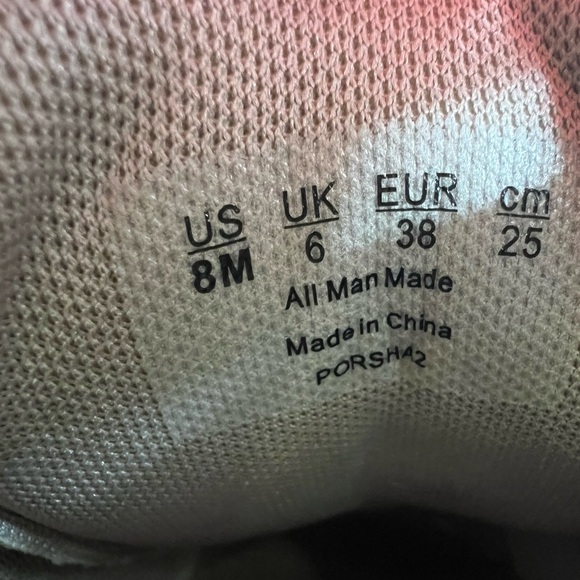 US UK EUR cm
8M 6 38 25
All Man Made
Made in China
PORSHA2